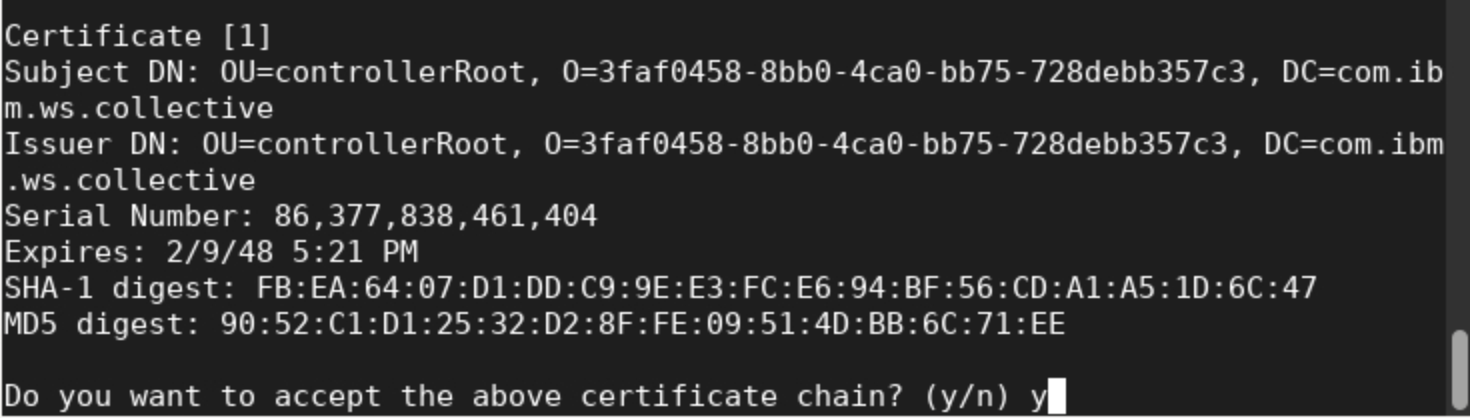 Certificate [1]
Subject DN: OU=controllerRoot, O=3faf0458-8bb0-4ca0-bb75-728debb357c3, DC=com.ib
m.ws.collective
Issuer DN: OU=controllerRoot, O=3faf0458-8bb0-4ca0-bb75-728debb357c3, DC=com.ibm
.ws.collective
Serial Number: 86,377,838,461,404
Expires: 2/9/48 5:21 PM
SHA-1 digest: FB:EA:64:07:D1:DD:C9:9E:E3:FC:E6:94:BF:56:CD:A1:A5:1D:6C:47
MD5 digest: 90:52:C1:D1:25:32:D2:8F:FE:09:51:4D:BB:6C:71:EE
Do you want to accept the above certificate chain? (y/n) y